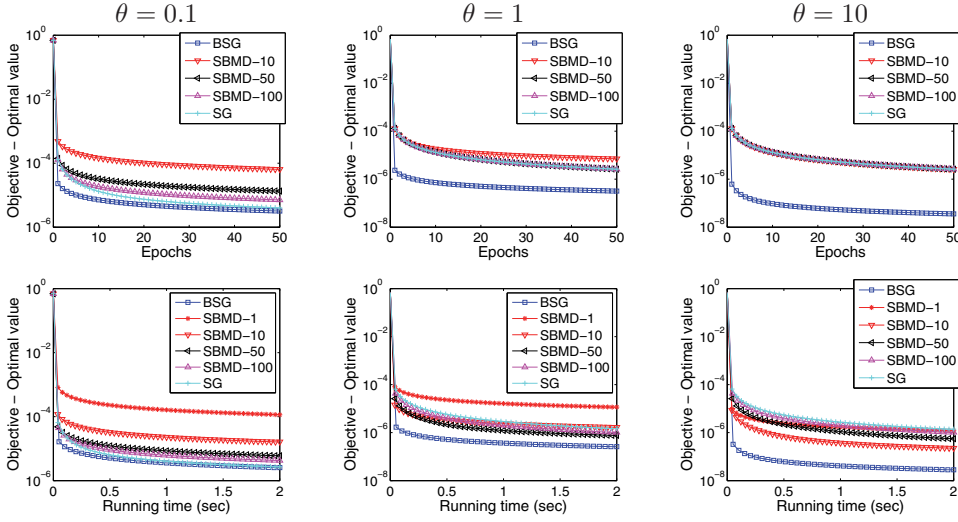 θ = 0.1
θ = 1
θ = 10
Objective − Optimal value
10^0
10^−2
10^−4
10^−6
0 10 20 30 40 50
Epochs
BSG
SBMD−10
SBMD−50
SBMD−100
SG
Objective − Optimal value
10^0
10^−2
10^−4
10^−6
10^−8
0 10 20 30 40 50
Epochs
BSG
SBMD−10
SBMD−50
SBMD−100
SG
Objective − Optimal value
10^0
10^−2
10^−4
10^−6
10^−8
0 10 20 30 40 50
Epochs
BSG
SBMD−10
SBMD−50
SBMD−100
SG
Objective − Optimal value
10^0
10^−2
10^−4
10^−6
0 0.5 1 1.5 2
Running time (sec)
BSG
SBMD−1
SBMD−10
SBMD−50
SBMD−100
SG
Objective − Optimal value
10^0
10^−2
10^−4
10^−6
10^−8
0 0.5 1 1.5 2
Running time (sec)
BSG
SBMD−1
SBMD−10
SBMD−50
SBMD−100
SG
Objective − Optimal value
10^0
10^−2
10^−4
10^−6
10^−8
0 0.5 1 1.5 2
Running time (sec)
BSG
SBMD−1
SBMD−10
SBMD−50
SBMD−100
SG